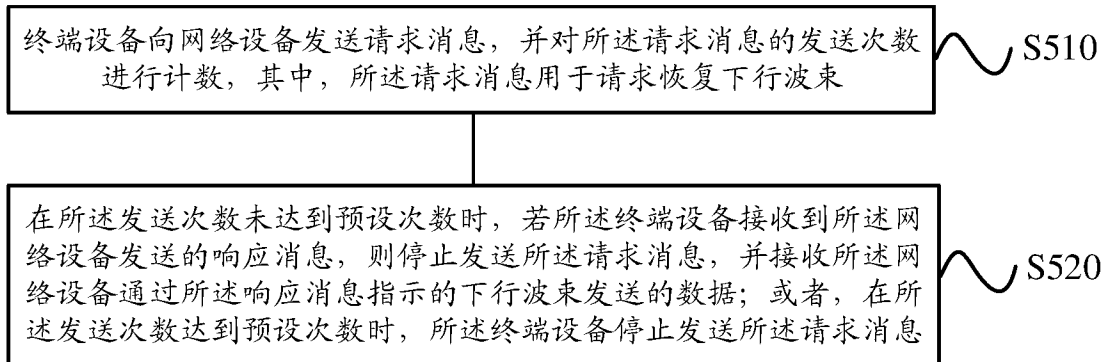 终端设备向网络设备发送请求消息，并对所述请求消息的发送次数
进行计数，其中，所述请求消息用于请求恢复下行波束
S510
在所述发送次数未达到预设次数时，若所述终端设备接收到所述网
络设备发送的响应消息，则停止发送所述请求消息，并接收所述网
络设备通过所述响应消息指示的下行波束发送的数据；或者，在所
述发送次数达到预设次数时，所述终端设备停止发送所述请求消息
S520